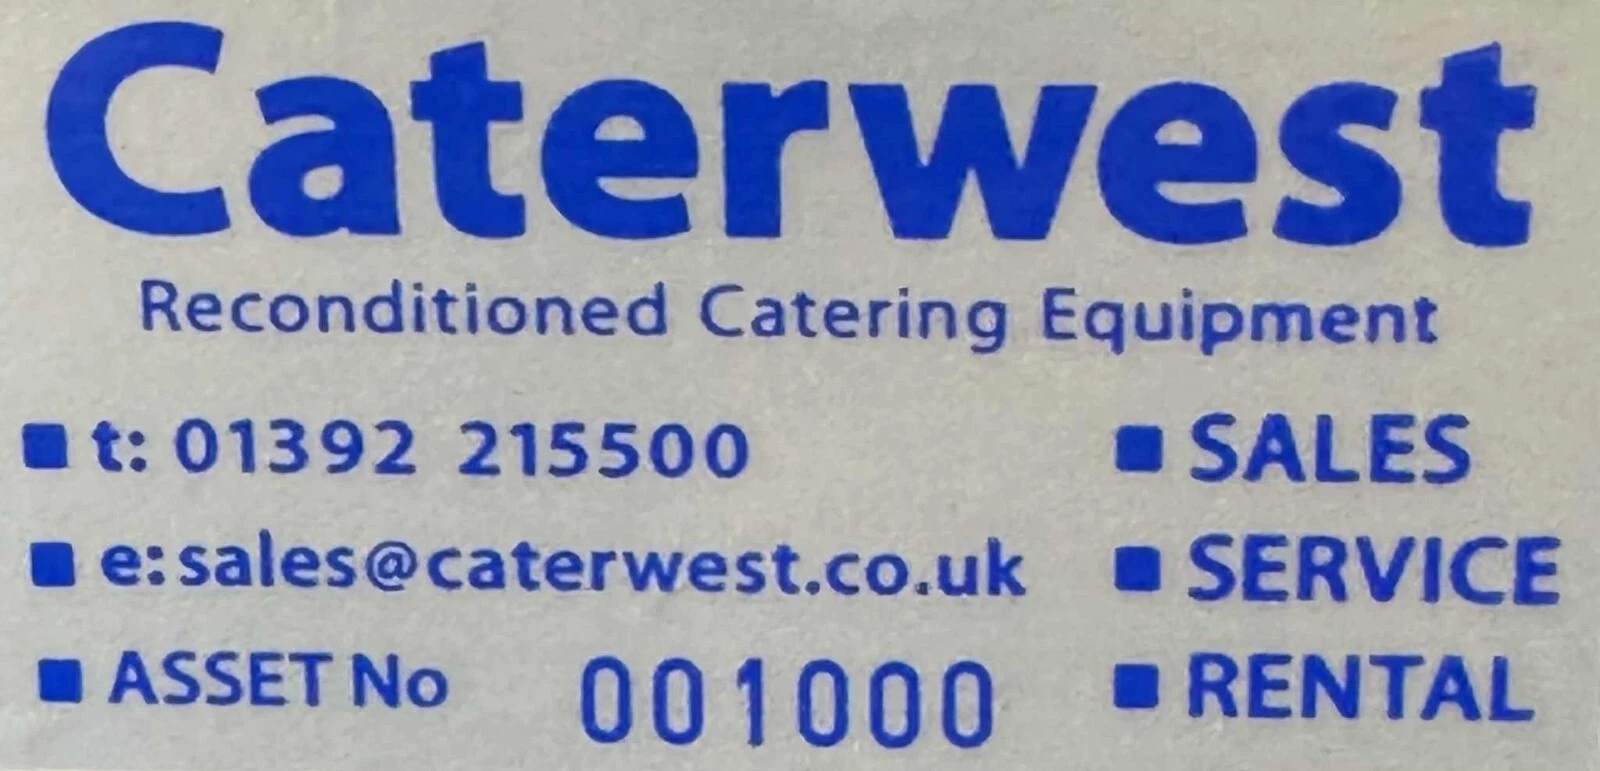 Caterwest
Reconditioned Catering Equipment
t: 01392 215500
e:sales@caterwest.co.uk
ASSET No 001000
SALES
SERVICE
RENTAL